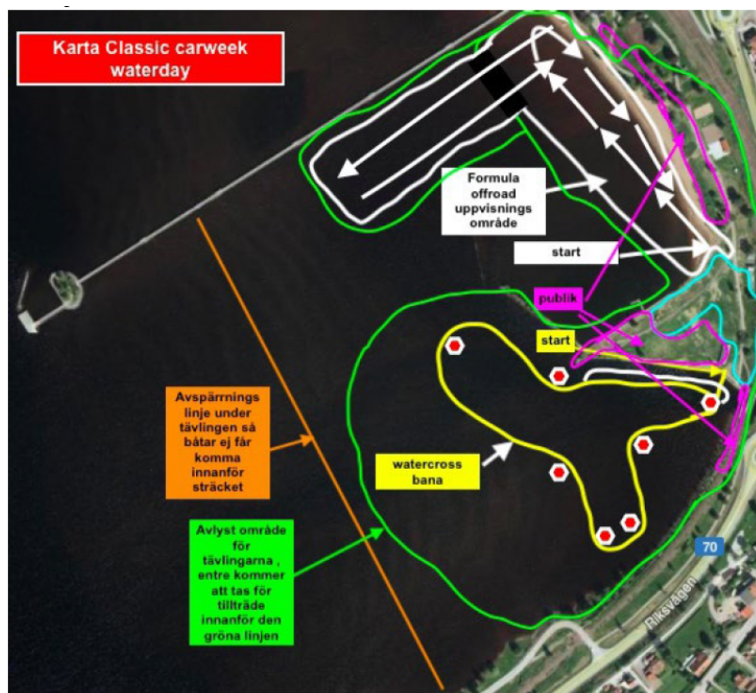 Karta Classic carweek
waterday
Formula
offroad
uppvisnings
område
start
publik
start
Avspärrnings
linje under
tävlingen så
båtar ej får
komma
innanför
sträcket
watercross
bana
Avlyst område
för
tävlingarna ,
entre kommer
att tas för
tillträde
innanför den
gröna linjen
70
Riksvägen